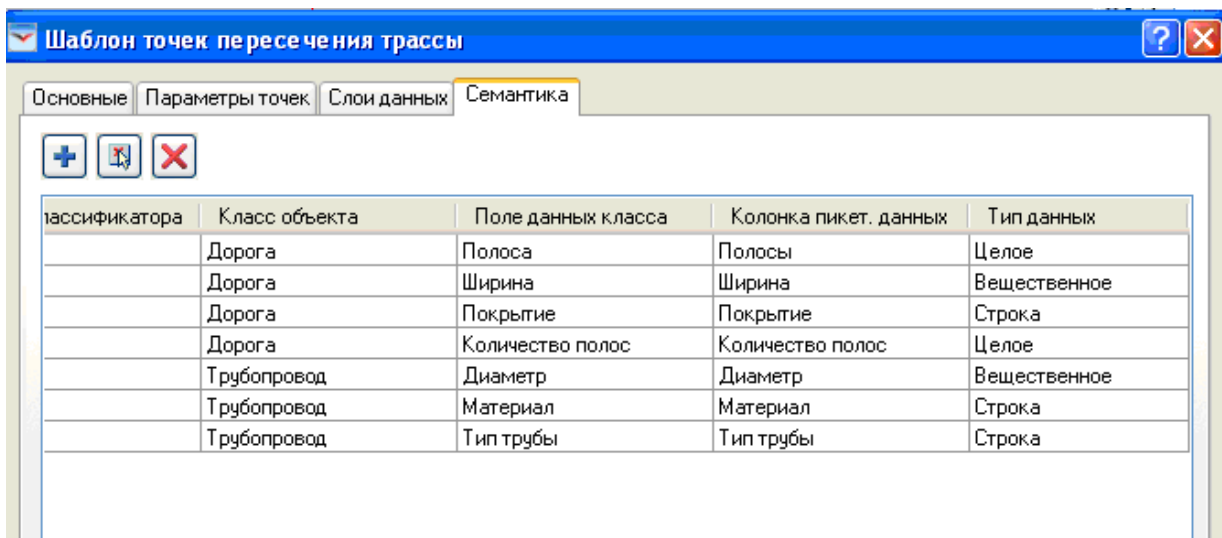 Шаблон точек пересечения трассы
Основные Параметры точек Слои данных Семантика
лассификатора Класс объекта Поле данных класса Колонка пикет. данных Тип данных
Дорога Полоса Полосы Целое
Дорога Ширина Ширина Вещественное
Дорога Покрытие Покрытие Строка
Дорога Количество полос Количество полос Целое
Трубопровод Диаметр Диаметр Вещественное
Трубопровод Материал Материал Строка
Трубопровод Тип трубы Тип трубы Строка